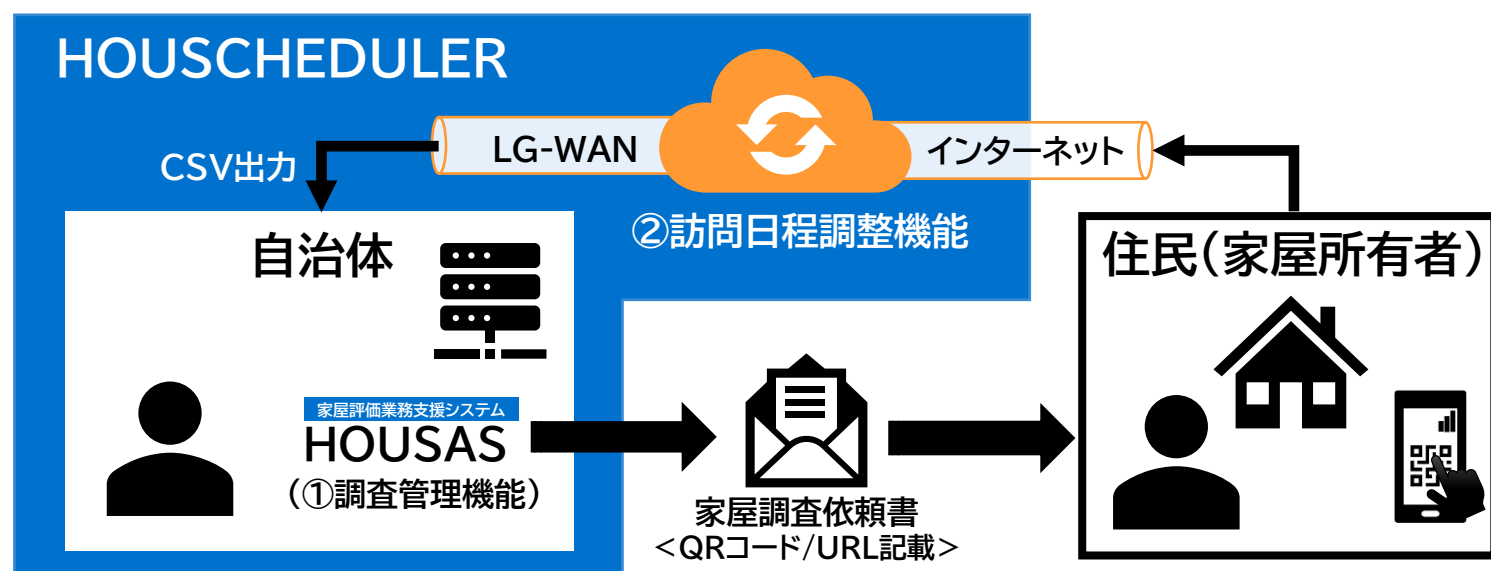 HOUSCHEDULER
LG-WAN
インターネット
CSV出力
②訪問日程調整機能
自治体
家屋評価業務支援システム
HOUSAS
(①調査管理機能)
家屋調査依頼書
<QRコード/URL記載>
住民(家屋所有者)